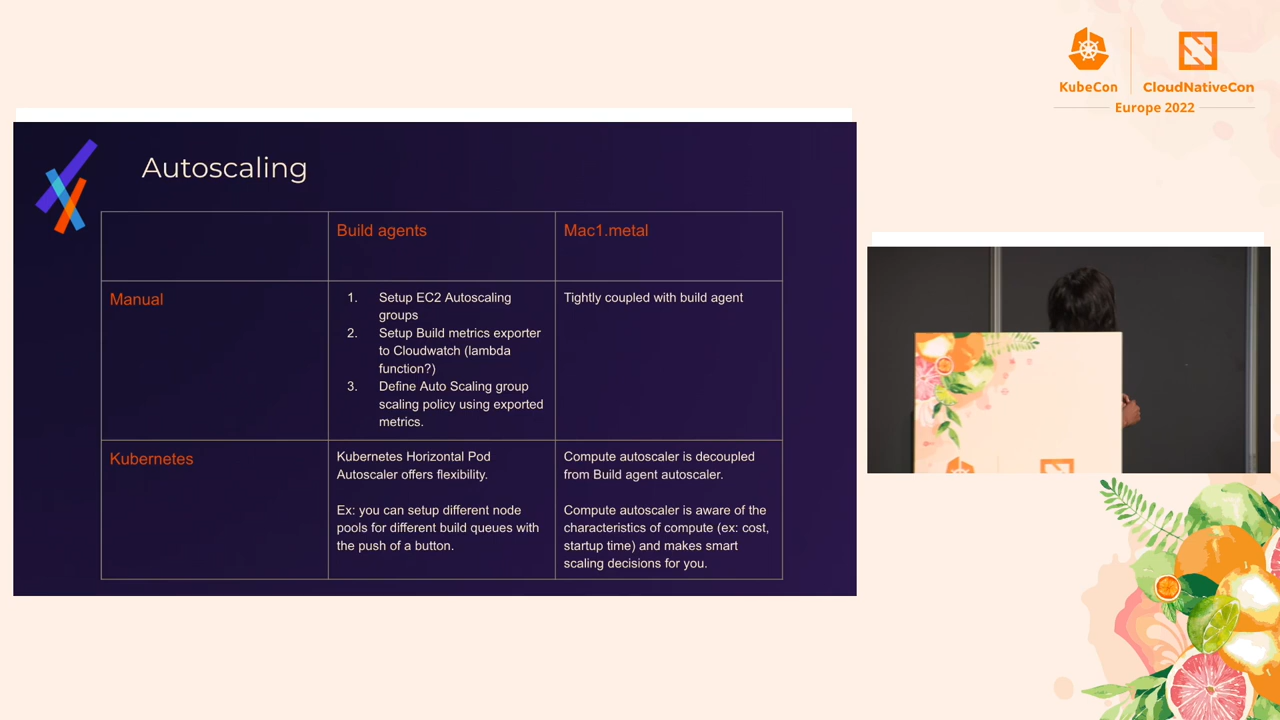 KubeCon
CloudNativeCon
Europe 2022
Autoscaling
Build agents
Mac1.metal
Manual
1. Setup EC2 Autoscaling
groups
2. Setup Build metrics exporter
to Cloudwatch (lambda
function?)
3. Define Auto Scaling group
scaling policy using exported
metrics.
Tightly coupled with build agent
Kubernetes
Kubernetes Horizontal Pod
Autoscaler offers flexibility.
Ex: you can setup different node
pools for different build queues with
the push of a button.
Compute autoscaler is decoupled
from Build agent autoscaler.
Compute autoscaler is aware of the
characteristics of compute (ex: cost,
startup time) and makes smart
scaling decisions for you.